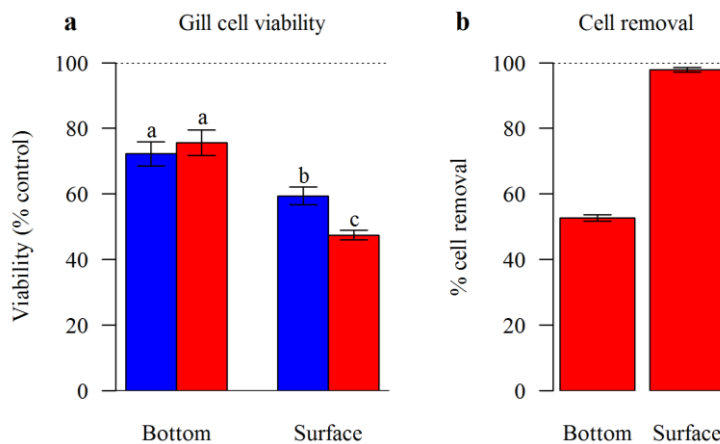 a Gill cell viability
Viability (% control)
100
80
60
40
20
0
a a
b
c
Bottom Surface
b Cell removal
% cell removal
100
80
60
40
20
0
Bottom Surface